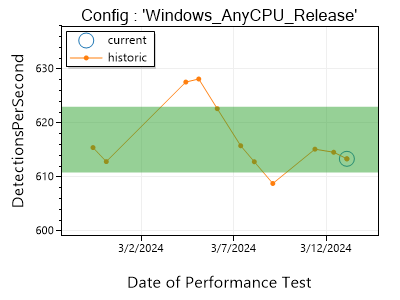 Config : 'Windows_AnyCPU_Release'
current
historic
DetectionsPerSecond
630
620
610
600
3/2/2024 3/7/2024 3/12/2024
Date of Performance Test